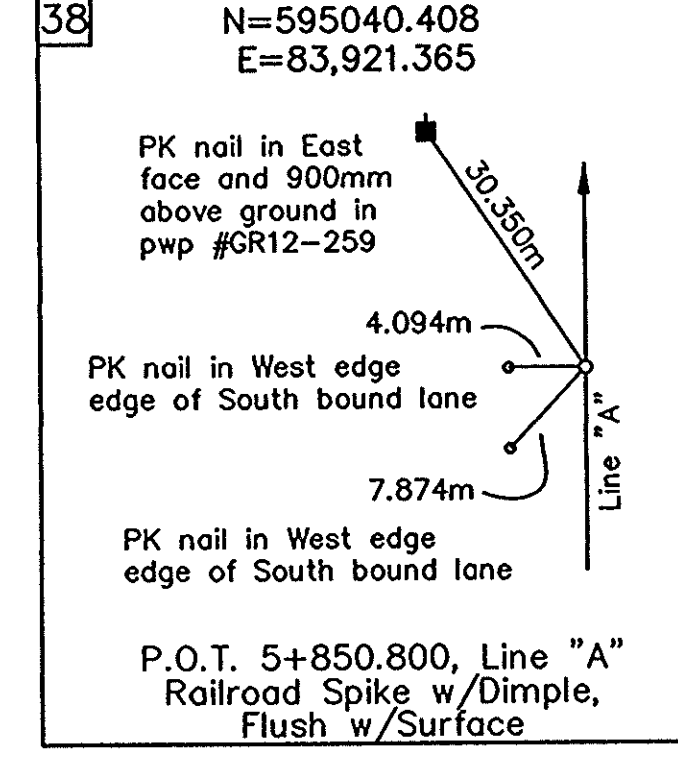 38
N=595040.408
E=83,921.365
PK nail in East
face and 900mm
above ground in
pwp #GR12-259
30.350m
4.094m
PK nail in West edge
edge of South bound lane
Line "A"
7.874m
PK nail in West edge
edge of South bound lane
P.O.T. 5+850.800, Line "A"
Railroad Spike w/Dimple,
Flush w/Surface